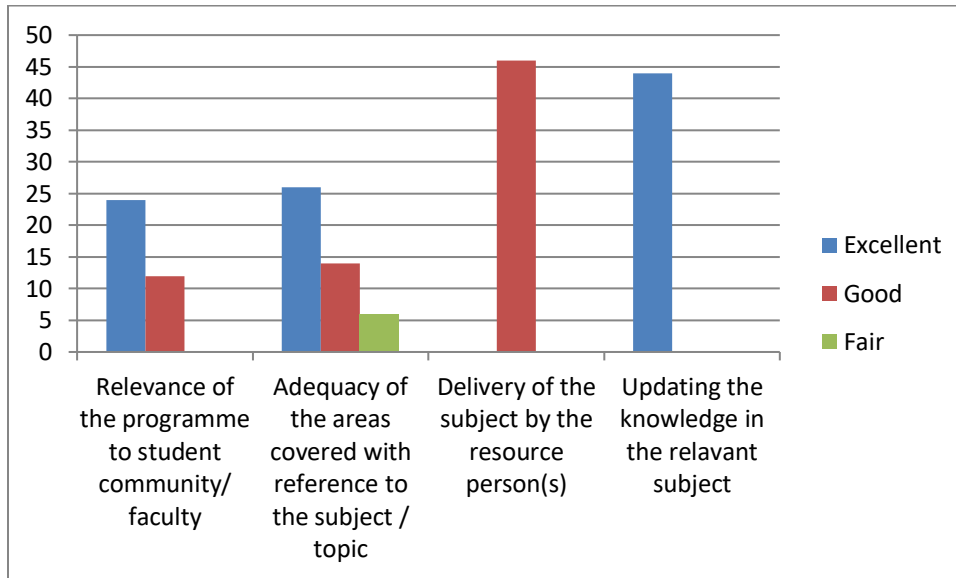 50
45
40
35
30
25
20
15
10
5
0
Relevance of
the programme
to student
community/
faculty
Adequacy of
the areas
covered with
reference to
the subject /
topic
Delivery of the
subject by the
resource
person(s)
Updating the
knowledge in
the relavant
subject
Excellent
Good
Fair